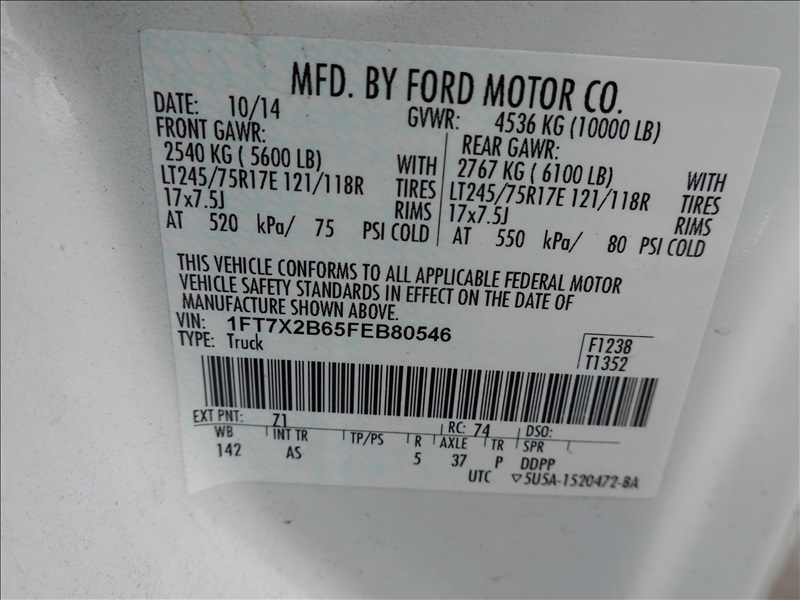 MFD. BY FORD MOTOR CO.
DATE: 10/14 GVWR: 4536 KG (10000 LB)
FRONT GAWR: REAR GAWR:
2540 KG ( 5600 LB) WITH 2767 KG ( 6100 LB) WITH
LT245/75R17E 121/118R TIRES LT245/75R17E 121/118R TIRES
17x7.5J RIMS 17x7.5J RIMS
AT 520 kPa/ 75 PSI COLD AT 550 kPa/ 80 PSI COLD
THIS VEHICLE CONFORMS TO ALL APPLICABLE FEDERAL MOTOR
VEHICLE SAFETY STANDARDS IN EFFECT ON THE DATE OF
MANUFACTURE SHOWN ABOVE.
VIN: 1FT7X2B65FEB80546
TYPE: Truck
F1238
T1352
EXT PNT: Z1 RC: 74 DSO:
WB INT TR TP/PS R AXLE TR SPR
142 AS 5 37 P DDPP
UTC ▽5U5A-1520472-BA